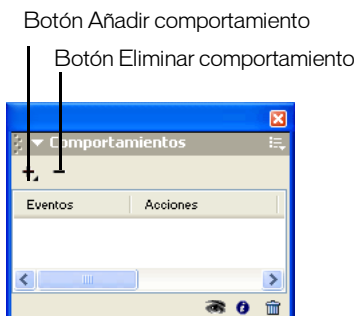 Botón Añadir comportamiento
Botón Eliminar comportamiento
Comportamientos
Eventos Acciones